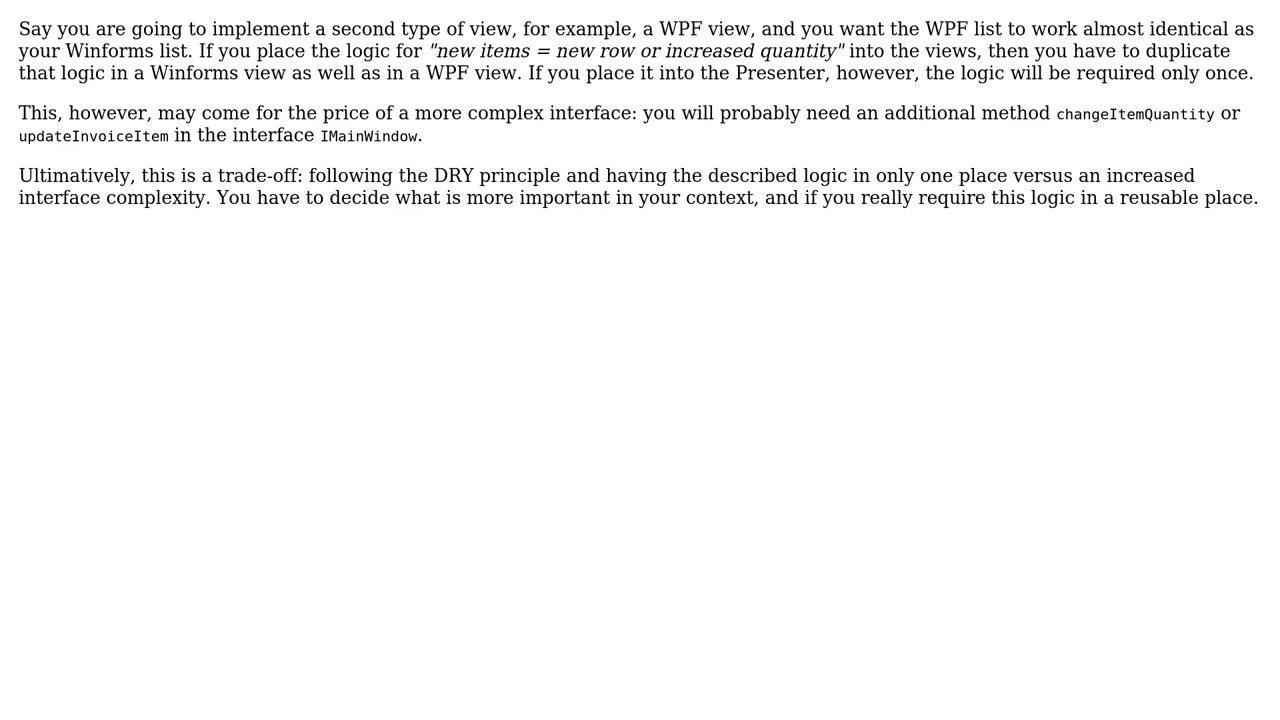 Say you are going to implement a second type of view, for example, a WPF view, and you want the WPF list to work almost identical as
your Winforms list. If you place the logic for "new items = new row or increased quantity" into the views, then you have to duplicate
that logic in a Winforms view as well as in a WPF view. If you place it into the Presenter, however, the logic will be required only once.
This, however, may come for the price of a more complex interface: you will probably need an additional method changeItemQuantity or
updateInvoiceItem in the interface IMainWindow.
Ultimatively, this is a trade-off: following the DRY principle and having the described logic in only one place versus an increased
interface complexity. You have to decide what is more important in your context, and if you really require this logic in a reusable place.